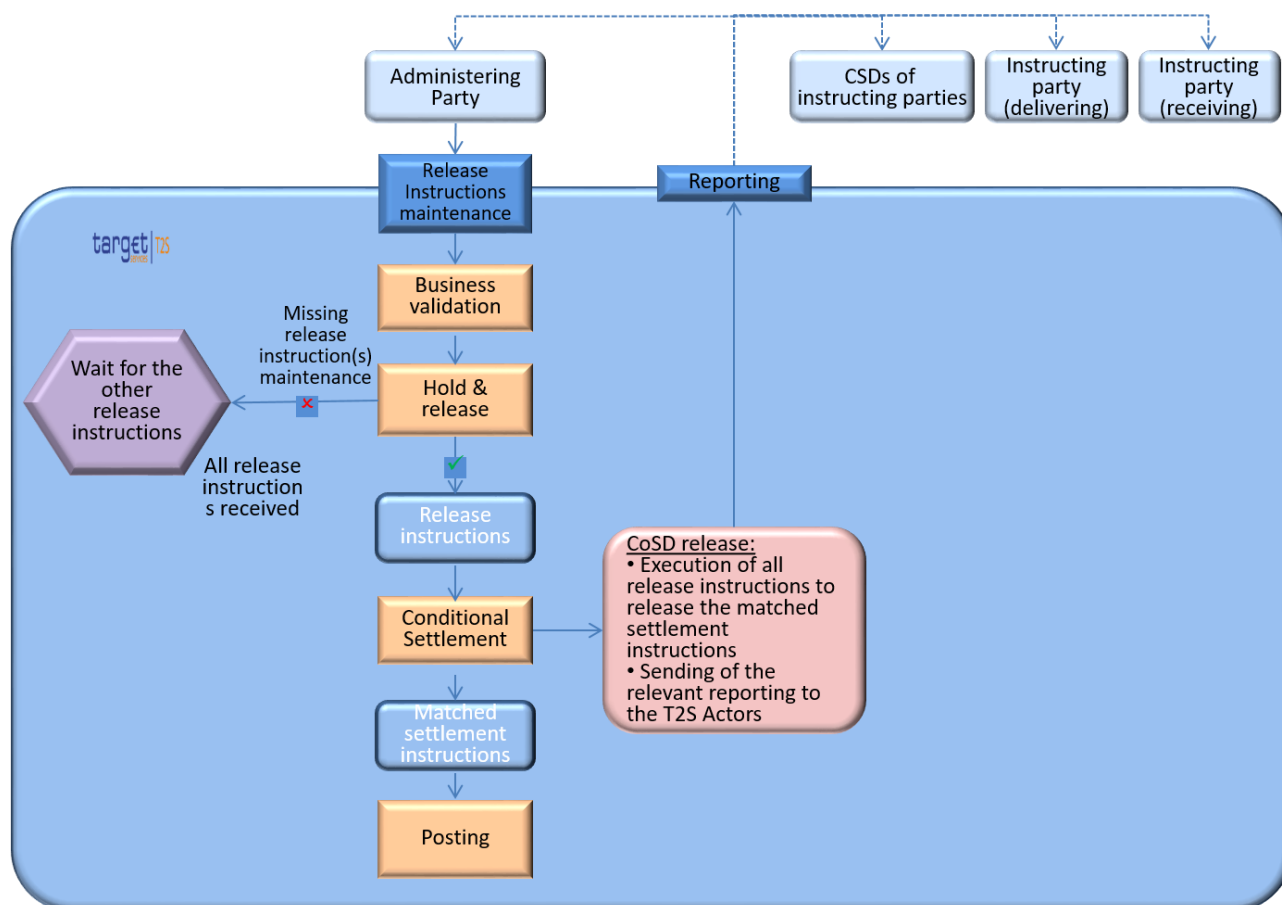 Administering
Party
CSDs of
instructing parties
Instructing
party
(delivering)
Instructing
party
(receiving)
Release
Instructions
maintenance
Reporting
target
T2S
Business
validation
Missing
release
instruction(s)
maintenance
Wait for the
other
release
instructions
Hold &
release
All release
instruction
s received
Release
instructions
CoSD release:
• Execution of all
release instructions to
release the matched
settlement
instructions
• Sending of the
relevant reporting to
the T2S Actors
Conditional
Settlement
Matched
settlement
instructions
Posting